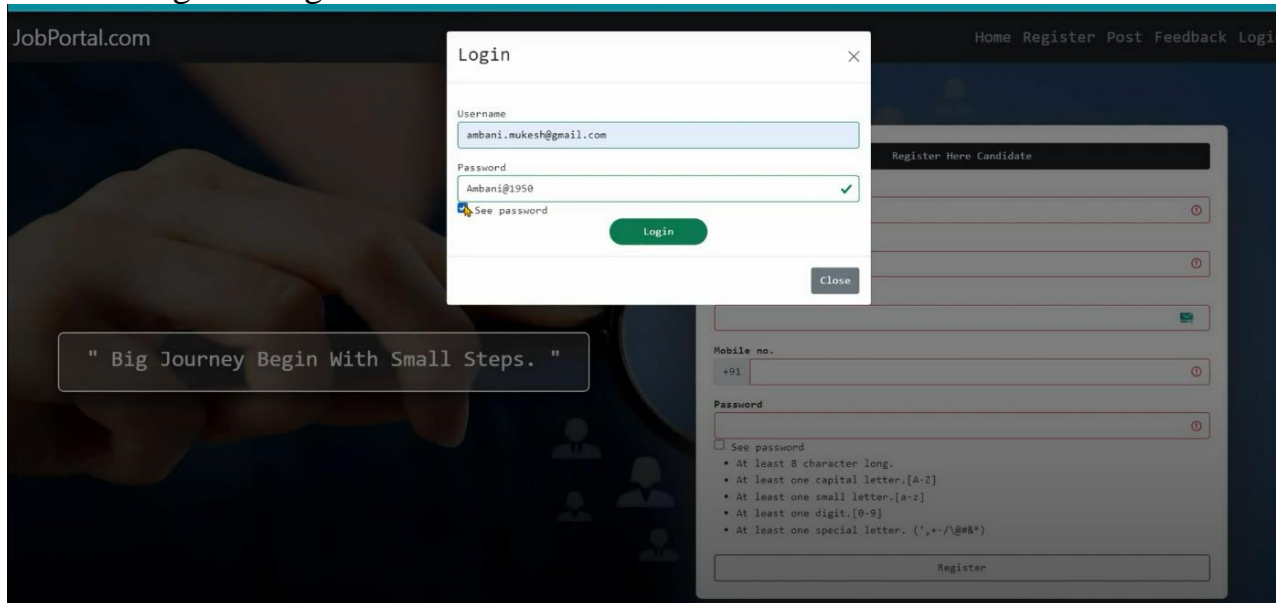 JobPortal.com
Home Register Post Feedback Logi
Login
Username
ambani.mukesh@gmail.com
Password
Ambani@1950
See password
Login
Close
Register Here Candidate
" Big Journey Begin With Small Steps. "
Mobile no.
+91
Password
See password
• At least 8 character long.
• At least one capital letter.[A-Z]
• At least one small letter.[a-z]
• At least one digit.[0-9]
• At least one special letter. (',+-/\@#&*)
Register